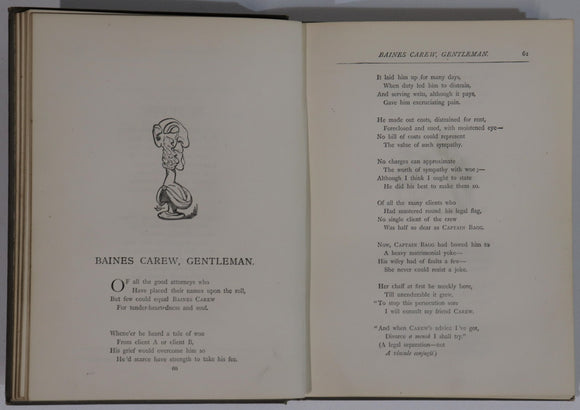 BAINES CAREW, GENTLEMAN.
OF all the good attorneys who
Have placed their names upon the roll,
But few could equal BAINES CAREW
For tender-heartedness and soul.
Whene'er he heard a tale of woe
From client A or client B,
His grief would overcome him so
He'd scarce have strength to take his fee.
60
BAINES CAREW, GENTLEMAN. 61
It laid him up for many days,
When duty led him to distrain,
And serving writs, although it pays,
Gave him excruciating pain.
He made out costs, distrained for rent,
Foreclosed and sued, with moistened eye—
No bill of costs could represent
The value of such sympathy.
No charges can approximate
The worth of sympathy with woe;—
Although I think I ought to state
He did his best to make them so.
Of all the many clients who
Had mustered round his legal flag,
No single client of the crew
Was half so dear as CAPTAIN BAGG.
Now, CAPTAIN BAGG had bowed him to
A heavy matrimonial yoke—
His wifey had of faults a few—
She never could resist a joke.
Her chaff at first he meekly bore,
Till unendurable it grew.
"To stop this persecution sore
I will consult my friend CAREW.
"And when CAREW'S advice I've got,
Divorce a mensâ I shall try."
(A legal separation—not
A vinculo conjugii.)